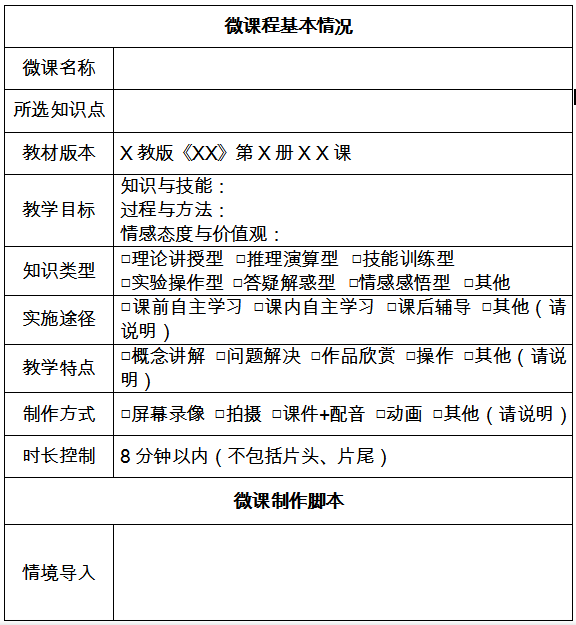 微课程基本情况
微课名称
所选知识点
教材版本 X 教版《XX》第 X 册 X X 课
教学目标 知识与技能：
过程与方法：
情感态度与价值观：
知识类型 □理论讲授型 □推理演算型 □技能训练型
□实验操作型 □答疑解惑型 □情感感悟型 □其他
实施途径 □课前自主学习 □课内自主学习 □课后辅导 □其他（请
说明）
教学特点 □概念讲解 □问题解决 □作品欣赏 □操作 □其他（请说
明）
制作方式 □屏幕录像 □拍摄 □课件+配音 □动画 □其他（请说明）
时长控制 8 分钟以内（不包括片头、片尾）
微课制作脚本
情境导入